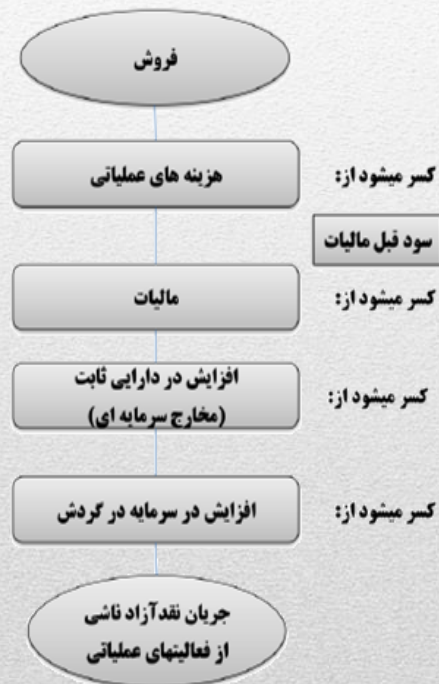 فروش
کسر میشود از:
هزینه های عملیاتی
سود قبل مالیات
کسر میشود از:
مالیات
کسر میشود از:
افزایش در دارایی ثابت
(مخارج سرمایه ای)
کسر میشود از:
افزایش در سرمایه در گردش
جریان نقدآزاد ناشی
از فعالیتهای عملیاتی